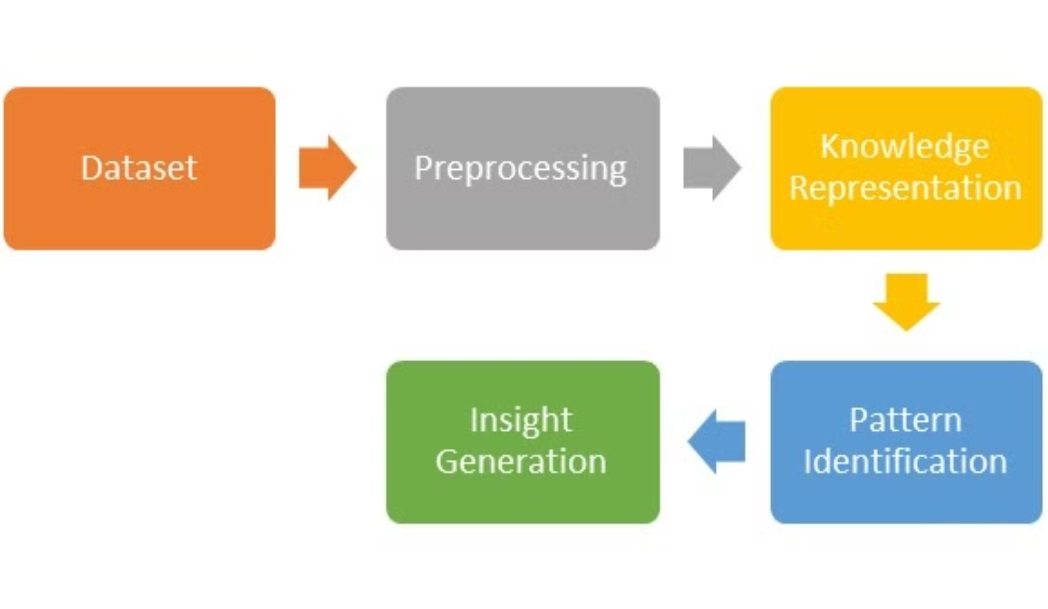 Dataset
Preprocessing
Knowledge
Representation
Pattern
Identification
Insight
Generation